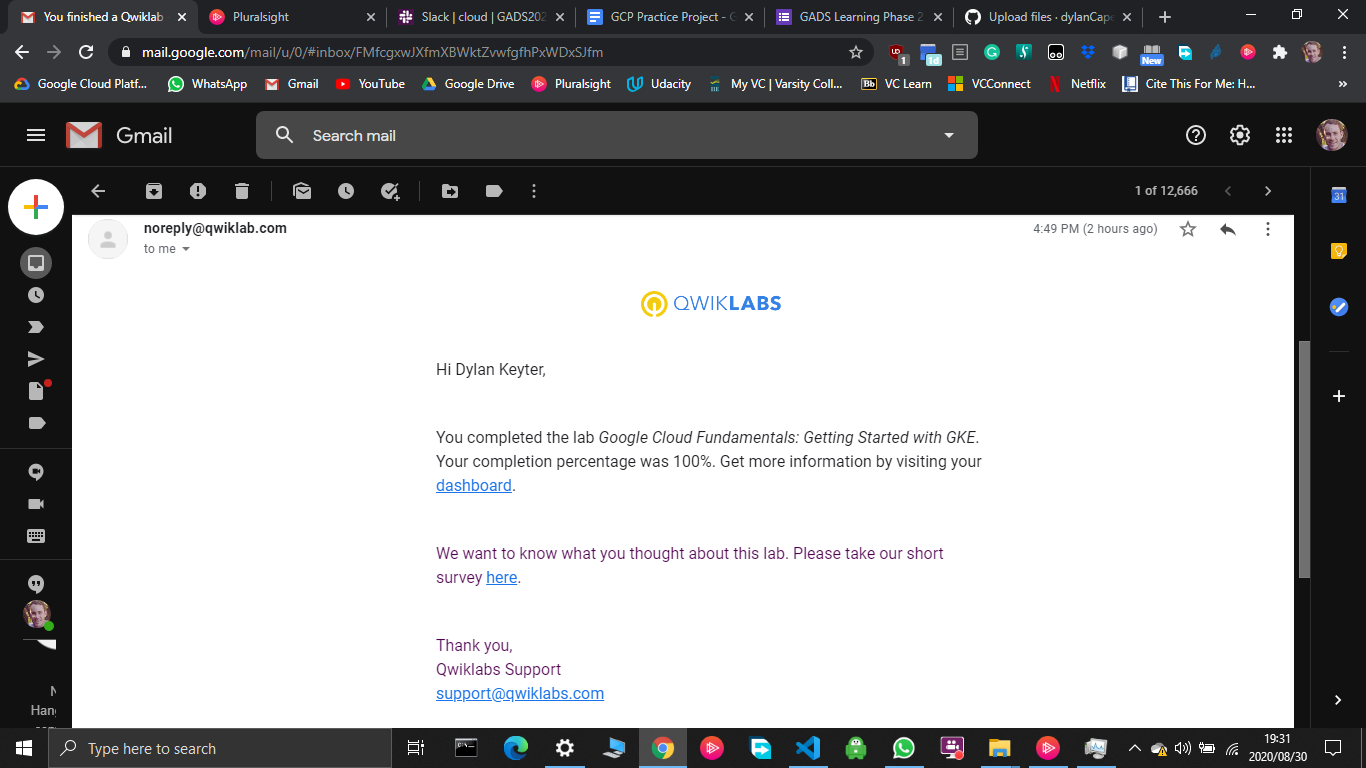 You finished a Qwiklab
Pluralsight
Slack | cloud | GADS202
GCP Practice Project - G
GADS Learning Phase 2
Upload files · dylanCape
mail.google.com/mail/u/0/#inbox/FMfcgxwJXfmXBWktZvwfgfhPxWDxSJfm
1
1d
New
Google Cloud Platf...
WhatsApp
Gmail
YouTube
Google Drive
Pluralsight
Udacity
My VC | Varsity Coll...
Bb
VC Learn
VCConnect
Netflix
Cite This For Me: H...
»
Gmail
Search mail
1 of 12,666
noreply@qwiklab.com
4:49 PM (2 hours ago)
to me
31
QWIKLABS
Hi Dylan Keyter,
You completed the lab Google Cloud Fundamentals: Getting Started with GKE.
Your completion percentage was 100%. Get more information by visiting your
dashboard.
We want to know what you thought about this lab. Please take our short
survey here.
Thank you,
Qwiklabs Support
support@qwiklabs.com
Type here to search
19:31
2020/08/30